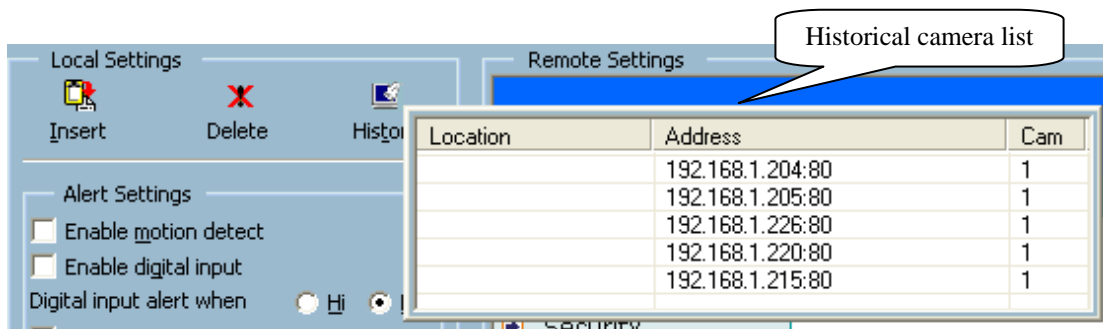 Historical camera list
Local Settings
Remote Settings
Insert
Delete
Location
Address
Cam
192.168.1.204:80
1
192.168.1.205:80
1
192.168.1.226:80
1
192.168.1.220:80
1
192.168.1.215:80
1
Alert Settings
Enable motion detect
Enable digital input
Digital input alert when
Hi
Security